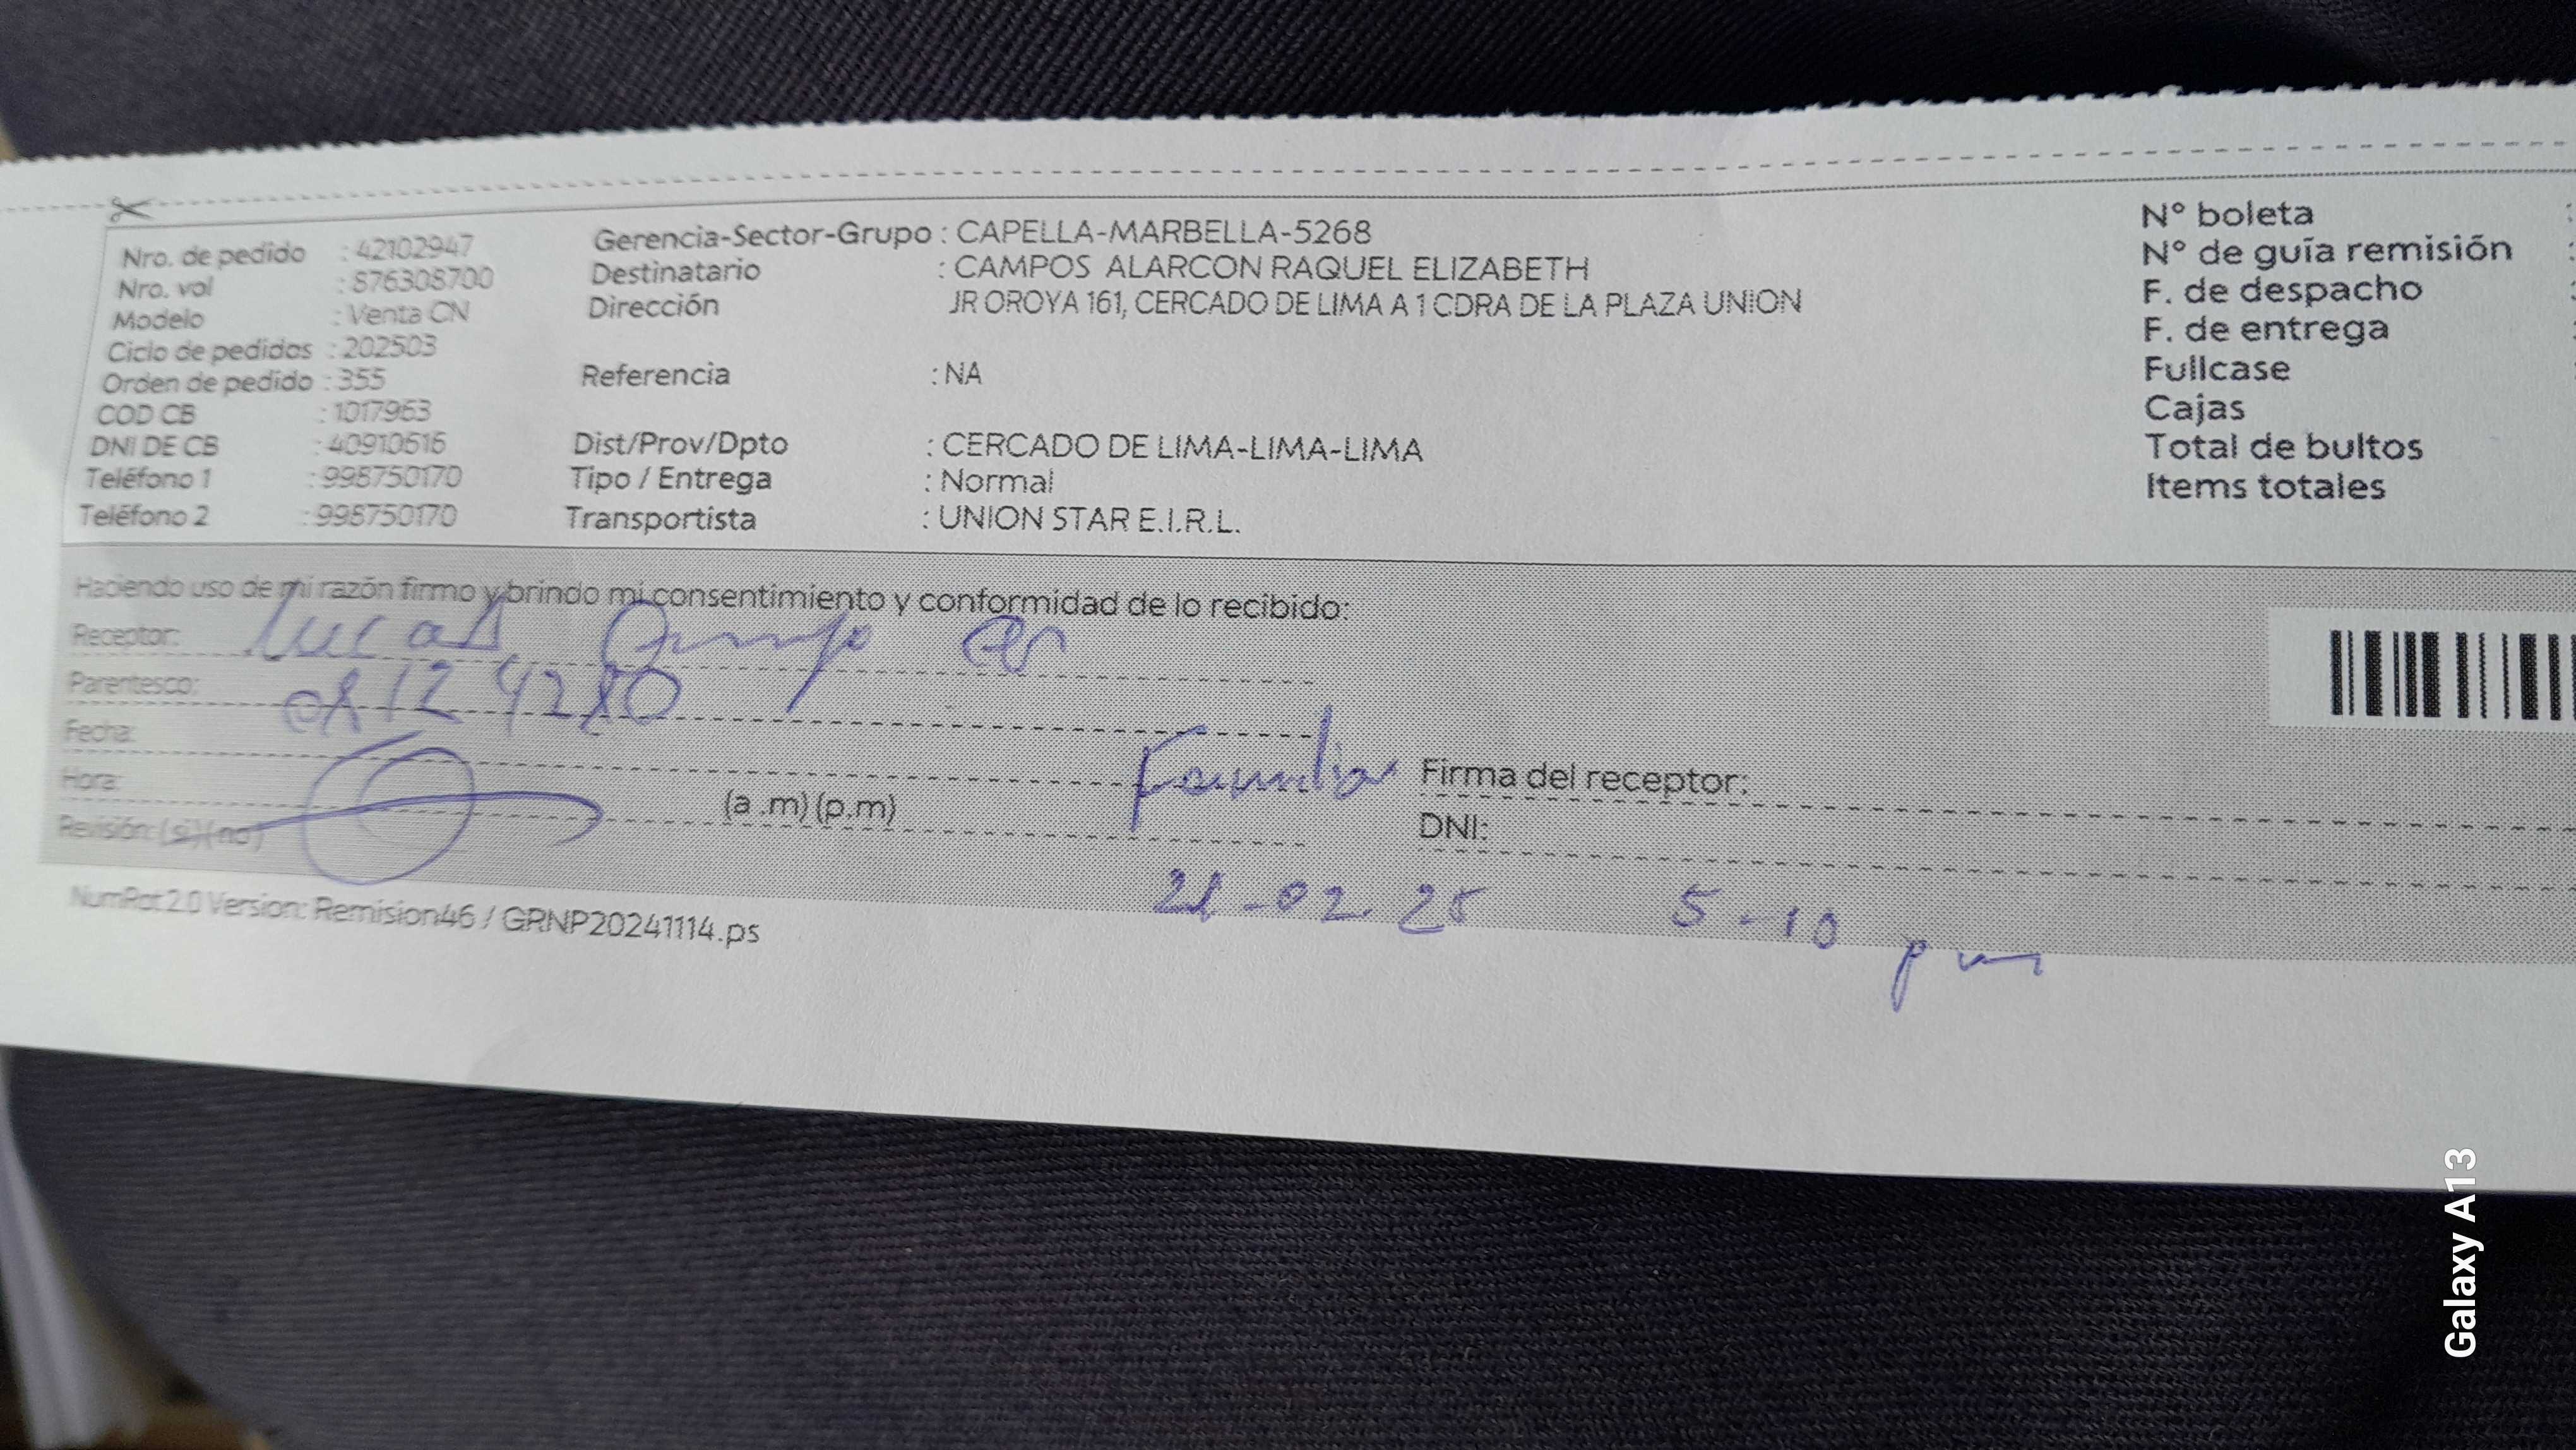 Nro. de pedido : 42102947
Nro. vol : 876308700
Modelo : Venta CN
Ciclo de pedidos : 202503
Orden de pedido : 355
COD CB : 1017963
DNI DE CB : 40910616
Teléfono 1 : 998750170
Teléfono 2 : 998750170
Gerencia-Sector-Grupo : CAPELLA-MARBELLA-5268
Destinatario : CAMPOS ALARCON RAQUEL ELIZABETH
Dirección JR OROYA 161, CERCADO DE LIMA A 1 CDRA DE LA PLAZA UNION
Referencia : NA
Dist/Prov/Dpto : CERCADO DE LIMA-LIMA-LIMA
Tipo / Entrega : Normal
Transportista : UNION STAR E.I.R.L.
N° boleta :
N° de guía remisión :
F. de despacho :
F. de entrega :
Fullcase
Cajas
Total de bultos
Items totales
Haciendo uso de mi razón firmo y brindo mi consentimiento y conformidad de lo recibido:
Receptor: Lucas
Parentesco:
Fecha:
Hora: (a .m) (p.m)
Revisión: (si) (no)
Familia
Firma del receptor:
DNI:
21-02-25 5-10 pm
NumRot2.0 Version: Remision46 / GRNP20241114.ps
Galaxy A13